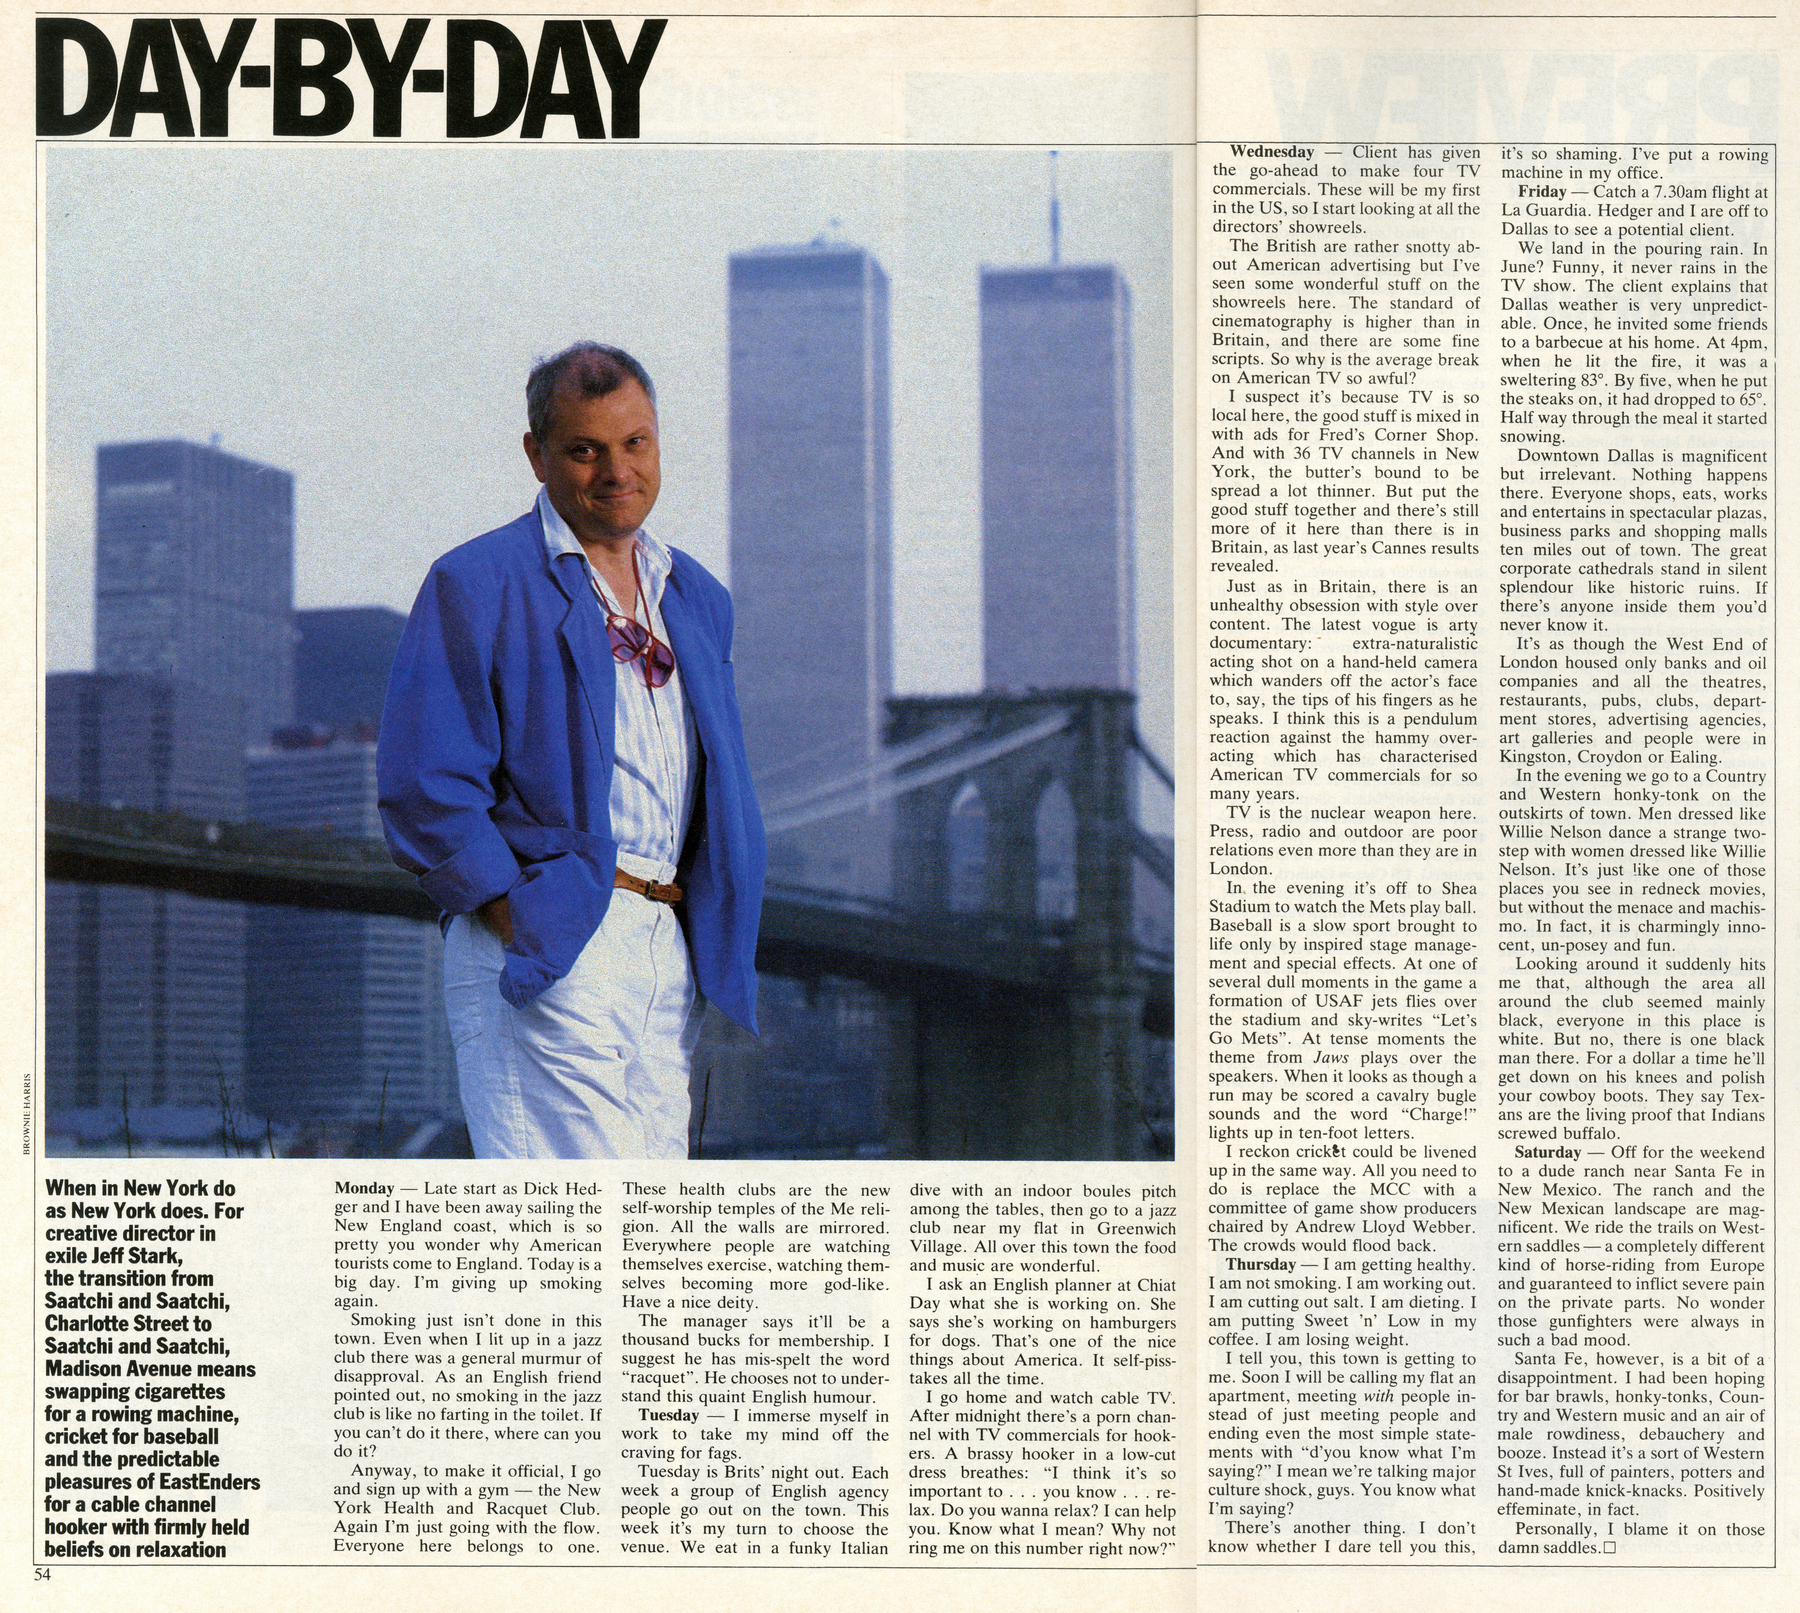 DAY-BY-DAY
BROWNIE HARRIS
When in New York do
as New York does. For
creative director in
exile Jeff Stark,
the transition from
Saatchi and Saatchi,
Charlotte Street to
Saatchi and Saatchi,
Madison Avenue means
swapping cigarettes
for a rowing machine,
cricket for baseball
and the predictable
pleasures of EastEnders
for a cable channel
hooker with firmly held
beliefs on relaxation
54
Monday — Late start as Dick Hed-
ger and I have been away sailing the
New England coast, which is so
pretty you wonder why American
tourists come to England. Today is a
big day. I'm giving up smoking
again.
Smoking just isn't done in this
town. Even when I lit up in a jazz
club there was a general murmur of
disapproval. As an English friend
pointed out, no smoking in the jazz
club is like no farting in the toilet. If
you can't do it there, where can you
do it?
Anyway, to make it official, I go
and sign up with a gym — the New
York Health and Racquet Club.
Again I'm just going with the flow.
Everyone here belongs to one.
These health clubs are the new
self-worship temples of the Me reli-
gion. All the walls are mirrored.
Everywhere people are watching
themselves exercise, watching them-
selves becoming more god-like.
Have a nice deity.
The manager says it'll be a
thousand bucks for membership. I
suggest he has mis-spelt the word
"racquet". He chooses not to under-
stand this quaint English humour.
Tuesday — I immerse myself in
work to take my mind off the
craving for fags.
Tuesday is Brits' night out. Each
week a group of English agency
people go out on the town. This
week it's my turn to choose the
venue. We eat in a funky Italian
dive with an indoor boules pitch
among the tables, then go to a jazz
club near my flat in Greenwich
Village. All over this town the food
and music are wonderful.
I ask an English planner at Chiat
Day what she is working on. She
says she's working on hamburgers
for dogs. That's one of the nice
things about America. It self-piss-
takes all the time.
I go home and watch cable TV.
After midnight there's a porn chan-
nel with TV commercials for hook-
ers. A brassy hooker in a low-cut
dress breathes: "I think it's so
important to . . . you know . . . re-
lax. Do you wanna relax? I can help
you. Know what I mean? Why not
ring me on this number right now?"
Wednesday — Client has given
the go-ahead to make four TV
commercials. These will be my first
in the US, so I start looking at all the
directors' showreels.
The British are rather snotty ab-
out American advertising but I've
seen some wonderful stuff on the
showreels here. The standard of
cinematography is higher than in
Britain, and there are some fine
scripts. So why is the average break
on American TV so awful?
I suspect it's because TV is so
local here, the good stuff is mixed in
with ads for Fred's Corner Shop.
And with 36 TV channels in New
York, the butter's bound to be
spread a lot thinner. But put the
good stuff together and there's still
more of it here than there is in
Britain, as last year's Cannes results
revealed.
Just as in Britain, there is an
unhealthy obsession with style over
content. The latest vogue is arty
documentary: extra-naturalistic
acting shot on a hand-held camera
which wanders off the actor's face
to, say, the tips of his fingers as he
speaks. I think this is a pendulum
reaction against the hammy over-
acting which has characterised
American TV commercials for so
many years.
TV is the nuclear weapon here.
Press, radio and outdoor are poor
relations even more than they are in
London.
In the evening it's off to Shea
Stadium to watch the Mets play ball.
Baseball is a slow sport brought to
life only by inspired stage manage-
ment and special effects. At one of
several dull moments in the game a
formation of USAF jets flies over
the stadium and sky-writes "Let's
Go Mets". At tense moments the
theme from Jaws plays over the
speakers. When it looks as though a
run may be scored a cavalry bugle
sounds and the word "Charge!"
lights up in ten-foot letters.
I reckon cricket could be livened
up in the same way. All you need to
do is replace the MCC with a
committee of game show producers
chaired by Andrew Lloyd Webber.
The crowds would flood back.
Thursday — I am getting healthy.
I am not smoking. I am working out.
I am cutting out salt. I am dieting. I
am putting Sweet 'n' Low in my
coffee. I am losing weight.
I tell you, this town is getting to
me. Soon I will be calling my flat an
apartment, meeting with people in-
stead of just meeting people and
ending even the most simple state-
ments with "d'you know what I'm
saying?" I mean we're talking major
culture shock, guys. You know what
I'm saying?
There's another thing. I don't
know whether I dare tell you this,
it's so shaming. I've put a rowing
machine in my office.
Friday — Catch a 7.30am flight at
La Guardia. Hedger and I are off to
Dallas to see a potential client.
We land in the pouring rain. In
June? Funny, it never rains in the
TV show. The client explains that
Dallas weather is very unpredict-
able. Once, he invited some friends
to a barbecue at his home. At 4pm,
when he lit the fire, it was a
sweltering 83°. By five, when he put
the steaks on, it had dropped to 65°.
Half way through the meal it started
snowing.
Downtown Dallas is magnificent
but irrelevant. Nothing happens
there. Everyone shops, eats, works
and entertains in spectacular plazas,
business parks and shopping malls
ten miles out of town. The great
corporate cathedrals stand in silent
splendour like historic ruins. If
there's anyone inside them you'd
never know it.
It's as though the West End of
London housed only banks and oil
companies and all the theatres,
restaurants, pubs, clubs, depart-
ment stores, advertising agencies,
art galleries and people were in
Kingston, Croydon or Ealing.
In the evening we go to a Country
and Western honky-tonk on the
outskirts of town. Men dressed like
Willie Nelson dance a strange two-
step with women dressed like Willie
Nelson. It's just like one of those
places you see in redneck movies,
but without the menace and machis-
mo. In fact, it is charmingly inno-
cent, un-posey and fun.
Looking around it suddenly hits
me that, although the area all
around the club seemed mainly
black, everyone in this place is
white. But no, there is one black
man there. For a dollar a time he'll
get down on his knees and polish
your cowboy boots. They say Tex-
ans are the living proof that Indians
screwed buffalo.
Saturday — Off for the weekend
to a dude ranch near Santa Fe in
New Mexico. The ranch and the
New Mexican landscape are mag-
nificent. We ride the trails on West-
ern saddles — a completely different
kind of horse-riding from Europe
and guaranteed to inflict severe pain
on the private parts. No wonder
those gunfighters were always in
such a bad mood.
Santa Fe, however, is a bit of a
disappointment. I had been hoping
for bar brawls, honky-tonks, Coun-
try and Western music and an air of
male rowdiness, debauchery and
booze. Instead it's a sort of Western
St Ives, full of painters, potters and
hand-made knick-knacks. Positively
effeminate, in fact.
Personally, I blame it on those
damn saddles.□